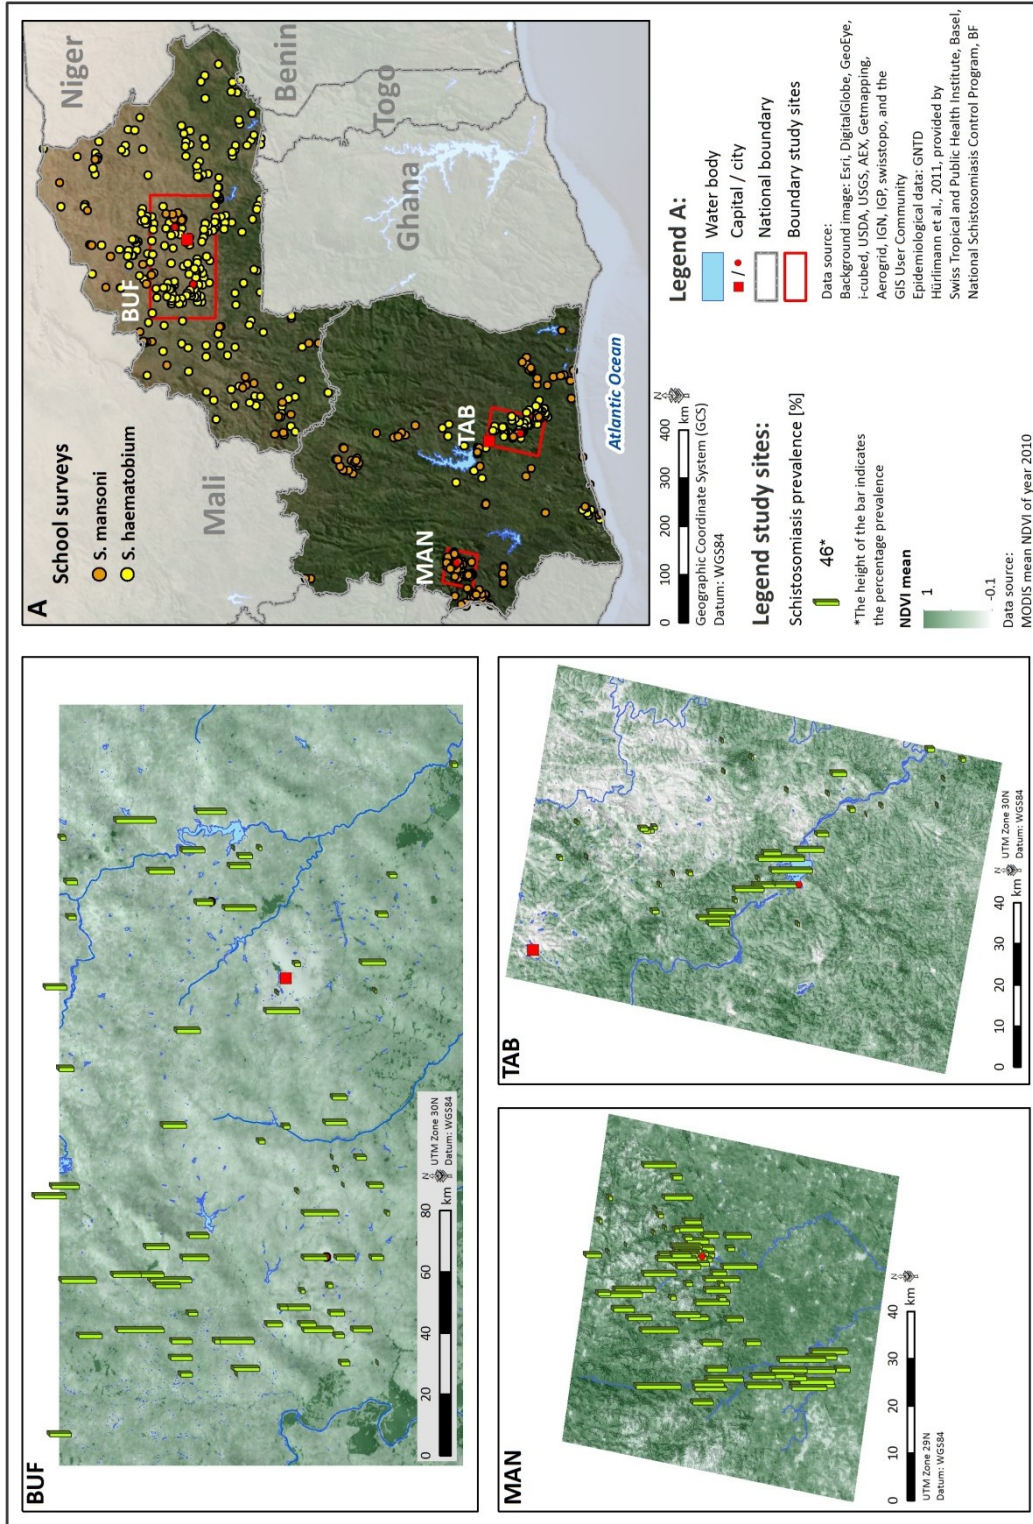 BUF
0 20 40 60 80
km
N
UTM Zone 30N
Datum: WGS84
A
School surveys
S. mansoni
S. haematobium
Niger
Mali
Benin
Togo
Ghana
BUF
MAN
TAB
Atlantic Ocean
0 100 200 300 400
km
N
Geographic Coordinate System (GCS)
Datum: WGS84
MAN
0 10 20 30 40
km
N
UTM Zone 29N
Datum: WGS84
TAB
0 10 20 30 40
km
N
UTM Zone 30N
Datum: WGS84
Legend study sites:
Schistosomiasis prevalence [%]
46*
*The height of the bar indicates
the percentage prevalence
NDVI mean
1
-0.1
Data source:
MODIS mean NDVI of year 2010
Legend A:
Water body
/ Capital / city
National boundary
Boundary study sites
Data source:
Background image: Esri, DigitalGlobe, GeoEye,
i-cubed, USDA, USGS, AEX, Getmapping,
Aerogrid, IGN, IGP, swisstopo, and the
GIS User Community
Epidemiological data: GNTD
Hürlimann et al., 2011, provided by
Swiss Tropical and Public Health Institute, Basel,
National Schistosomiasis Control Program, BF